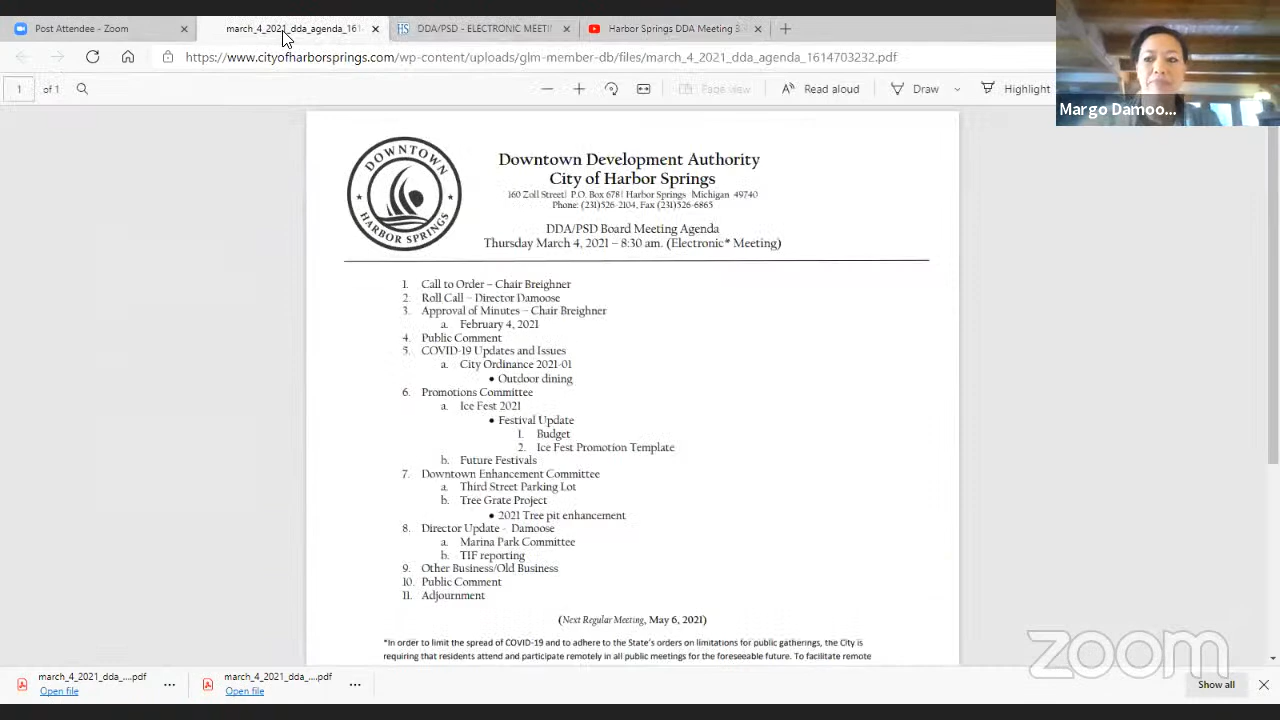 Post Attendee - Zoom
march_4_2021_dda_agenda_161
DDA/PSD - ELECTRONIC MEETI
Harbor Springs DDA Meeting 3
https://www.cityofharborsprings.com/wp-content/uploads/glm-member-db/files/march_4_2021_dda_agenda_1614703232.pdf
1 of 1
Page view
Read aloud
Draw
Highlight
Margo Damoo...
DOWNTOWN
HARBOR SPRINGS
Downtown Development Authority
City of Harbor Springs
160 Zoll Street| P.O. Box 678| Harbor Springs Michigan 49740
Phone: (231)526-2104, Fax (231)526-6865
DDA/PSD Board Meeting Agenda
Thursday March 4, 2021 – 8:30 am. (Electronic* Meeting)
1. Call to Order – Chair Breighner
2. Roll Call – Director Damoose
3. Approval of Minutes – Chair Breighner
a. February 4, 2021
4. Public Comment
5. COVID-19 Updates and Issues
a. City Ordinance 2021-01
• Outdoor dining
6. Promotions Committee
a. Ice Fest 2021
• Festival Update
1. Budget
2. Ice Fest Promotion Template
b. Future Festivals
7. Downtown Enhancement Committee
a. Third Street Parking Lot
b. Tree Grate Project
• 2021 Tree pit enhancement
8. Director Update - Damoose
a. Marina Park Committee
b. TIF reporting
9. Other Business/Old Business
10. Public Comment
11. Adjournment
(Next Regular Meeting, May 6, 2021)
*In order to limit the spread of COVID-19 and to adhere to the State's orders on limitations for public gatherings, the City is
requiring that residents attend and participate remotely in all public meetings for the foreseeable future. To facilitate remote
zoom
march_4_2021_dda_....pdf
Open file
march_4_2021_dda_....pdf
Open file
Show all